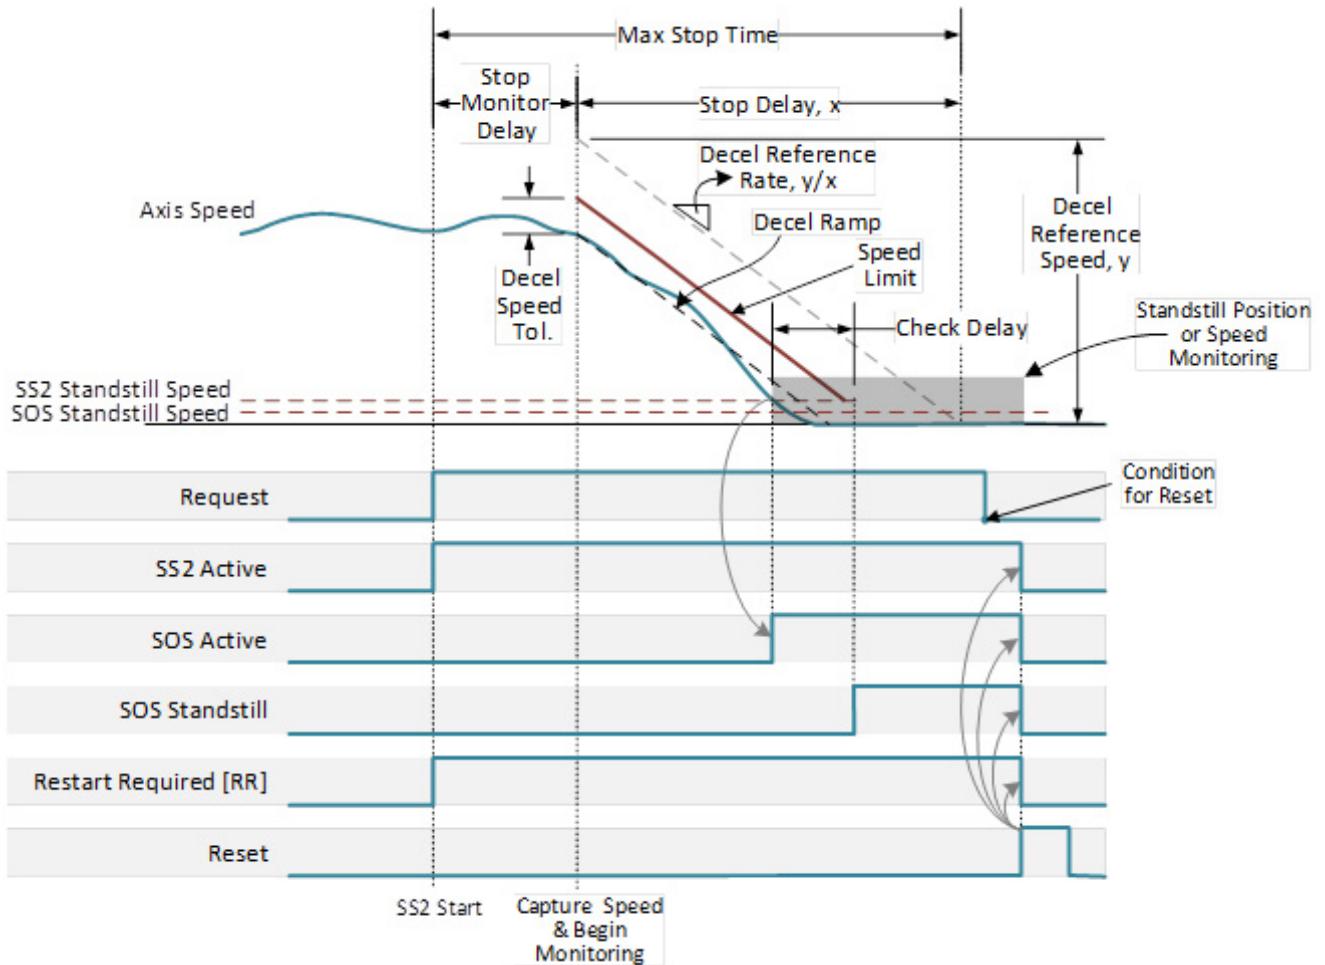 Max Stop Time
Stop
Monitor
Delay
Stop Delay, x
Decel Reference
Rate, y/x
Axis Speed
Decel Ramp
Decel
Reference
Speed, y
Speed
Limit
Decel
Speed
Tol.
Check Delay
Standstill Position
or Speed
Monitoring
SS2 Standstill Speed
SOS Standstill Speed
Request
Condition
for Reset
SS2 Active
SOS Active
SOS Standstill
Restart Required [RR]
Reset
SS2 Start
Capture Speed
& Begin
Monitoring